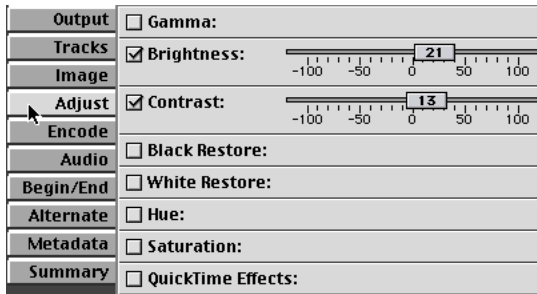 Output
Tracks
Image
Adjust
Encode
Audio
Begin/End
Alternate
Metadata
Summary
Gamma:
Brightness:
21
-100 -50 0 50 100
Contrast:
13
-100 -50 0 50 100
Black Restore:
White Restore:
Hue:
Saturation:
QuickTime Effects: